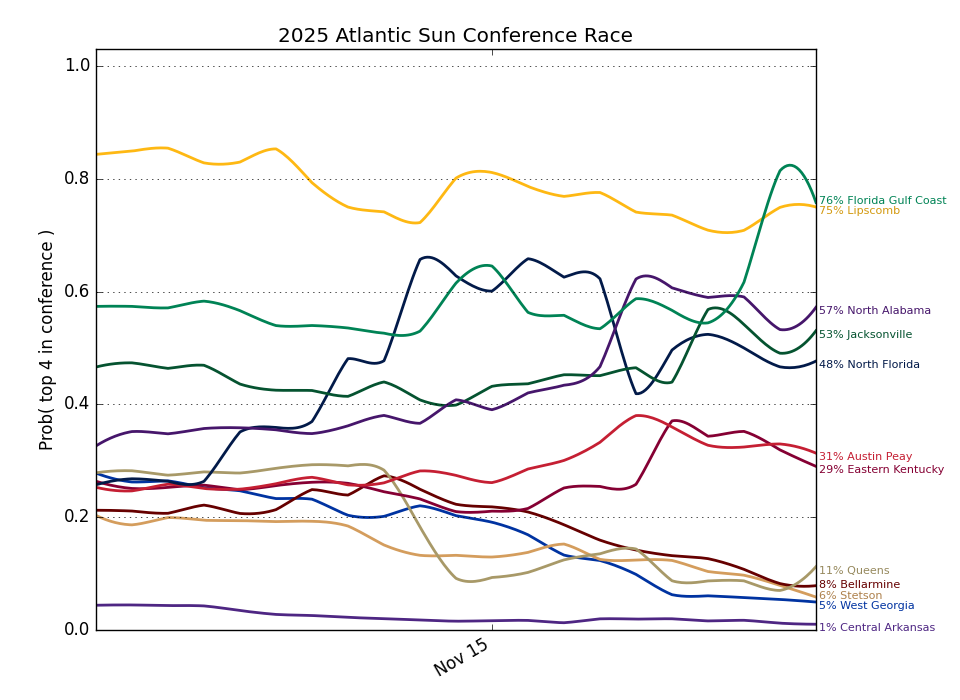 2025 Atlantic Sun Conference Race
Prob( top 4 in conference )
1.0
0.8
0.6
0.4
0.2
0.0
Nov 15
76% Florida Gulf Coast
75% Lipscomb
57% North Alabama
53% Jacksonville
48% North Florida
31% Austin Peay
29% Eastern Kentucky
11% Queens
8% Bellarmine
6% Stetson
5% West Georgia
1% Central Arkansas